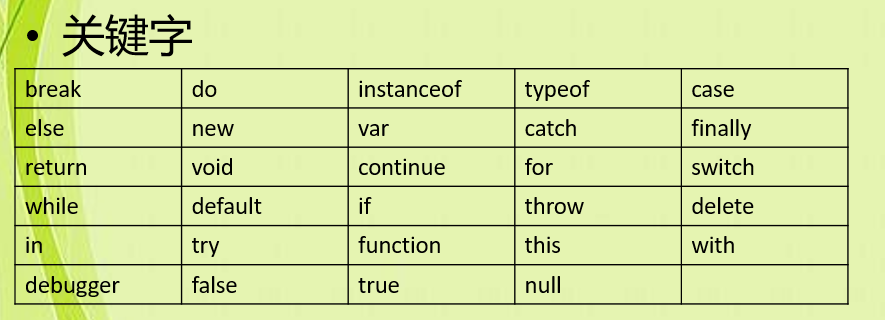 • 关键字
break do instanceof typeof case
else new var catch finally
return void continue for switch
while default if throw delete
in try function this with
debugger false true null